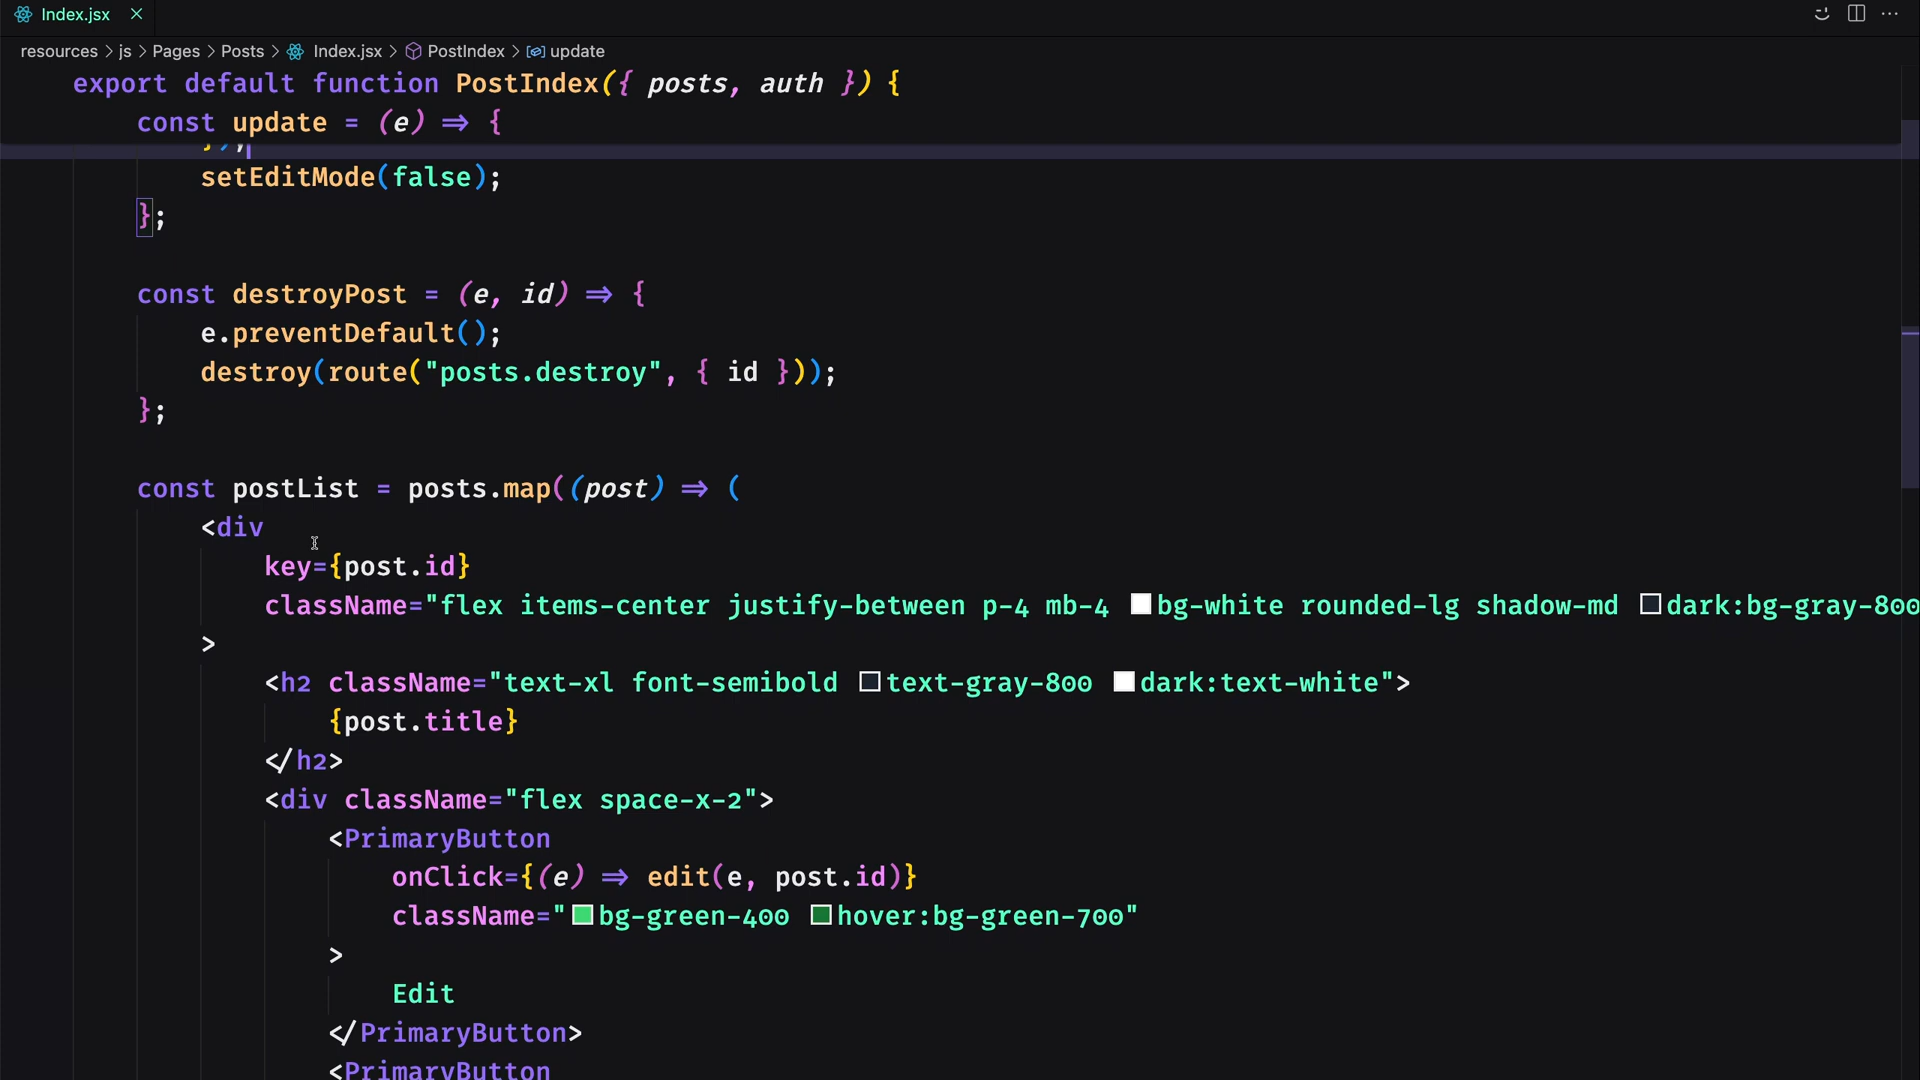 Index.jsx
resources > js > Pages > Posts > Index.jsx > PostIndex > update
export default function PostIndex({ posts, auth }) {
const update = (e) ⇒ {
});
setEditMode(false);
};
const destroyPost = (e, id) ⇒ {
e.preventDefault();
destroy(route("posts.destroy", { id }));
};
const postList = posts.map((post) ⇒ (
<div
key={post.id}
className="flex items-center justify-between p-4 mb-4 bg-white rounded-lg shadow-md dark:bg-gray-800
>
<h2 className="text-xl font-semibold text-gray-800 dark:text-white">
{post.title}
</h2>
<div className="flex space-x-2">
<PrimaryButton
onClick={(e) ⇒ edit(e, post.id)}
className="bg-green-400 hover:bg-green-700"
>
Edit
</PrimaryButton>
<PrimaryButton